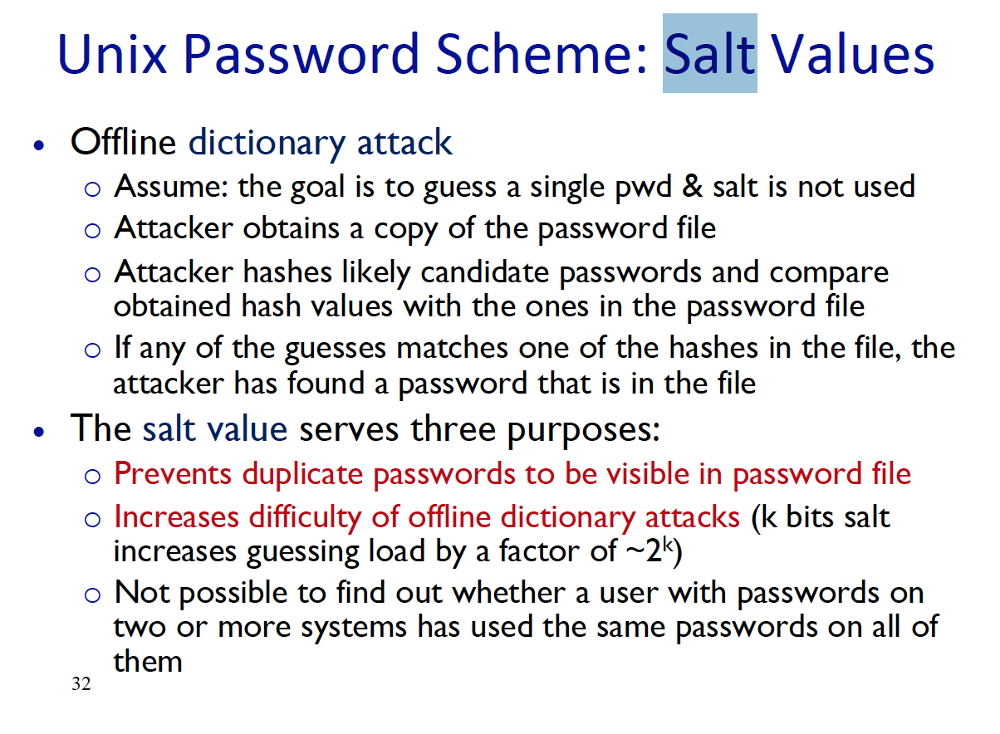 Unix Password Scheme: Salt Values
• Offline dictionary attack
o Assume: the goal is to guess a single pwd & salt is not used
o Attacker obtains a copy of the password file
o Attacker hashes likely candidate passwords and compare
obtained hash values with the ones in the password file
o If any of the guesses matches one of the hashes in the file, the
attacker has found a password that is in the file
• The salt value serves three purposes:
o Prevents duplicate passwords to be visible in password file
o Increases difficulty of offline dictionary attacks (k bits salt
increases guessing load by a factor of ~2ᵏ)
o Not possible to find out whether a user with passwords on
two or more systems has used the same passwords on all of
them
32